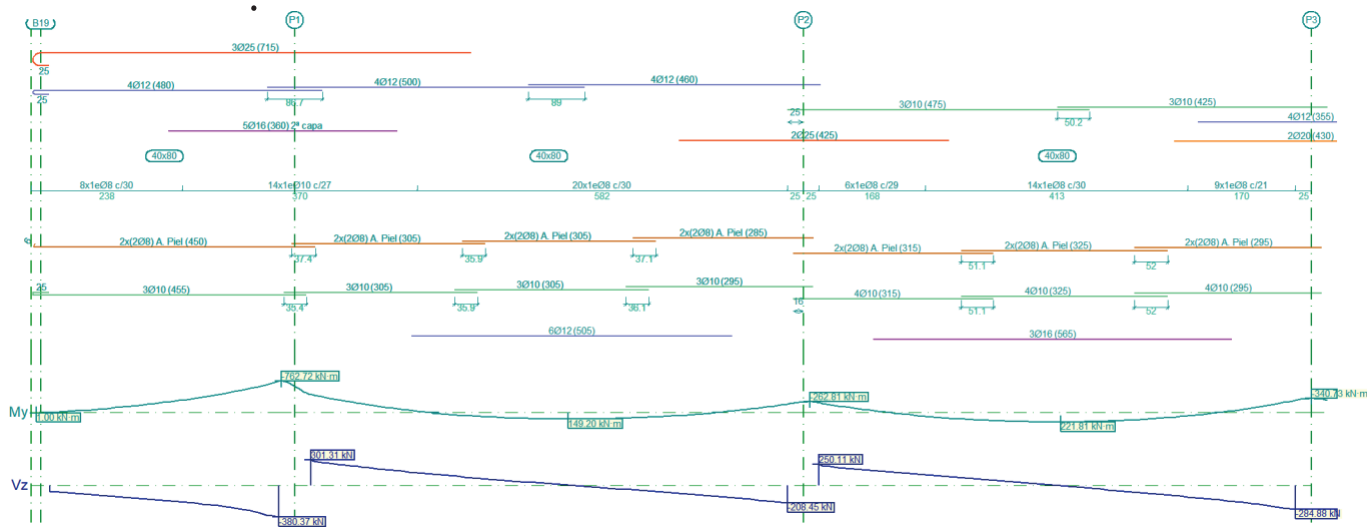 B19 P1 P2 P3
3Ø25 (715)
25
4Ø12 (480) 4Ø12 (500) 4Ø12 (460)
25 86.7 89
3Ø10 (475) 3Ø10 (425)
25 50.2
4Ø12 (355)
5Ø16 (360) 2ª capa
2Ø25 (425) 2Ø20 (430)
40x80 40x80 40x80
8x1eØ8 c/30 14x1eØ10 c/27 20x1eØ8 c/30 6x1eØ8 c/29 14x1eØ8 c/30 9x1eØ8 c/21
238 370 582 25 25 168 413 170 25
2x(2Ø8) A. Piel (450) 2x(2Ø8) A. Piel (305) 2x(2Ø8) A. Piel (305) 2x(2Ø8) A. Piel (285)
2x(2Ø8) A. Piel (315) 2x(2Ø8) A. Piel (325) 2x(2Ø8) A. Piel (295)
37.4 35.9 37.1 51.1 52
25
3Ø10 (455) 3Ø10 (305) 3Ø10 (305) 3Ø10 (295)
4Ø10 (315) 4Ø10 (325) 4Ø10 (295)
35.4 35.9 36.1 16 51.1 52
6Ø12 (505) 3Ø16 (565)
-762.72 kN·m -262.81 kN·m -340.73 kN·m
My
149.20 kN·m 221.81 kN·m
301.31 kN 250.11 kN
Vz
-380.37 kN -208.45 kN -284.88 kN